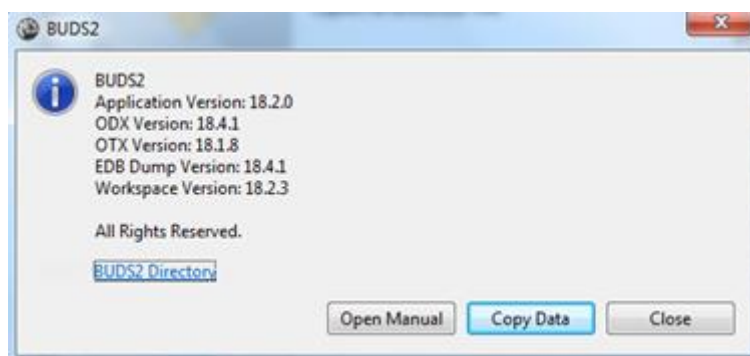 BUDS2
BUDS2
Application Version: 18.2.0
ODX Version: 18.4.1
OTX Version: 18.1.8
EDB Dump Version: 18.4.1
Workspace Version: 18.2.3
All Rights Reserved.
BUDS2 Directory
Open Manual Copy Data Close